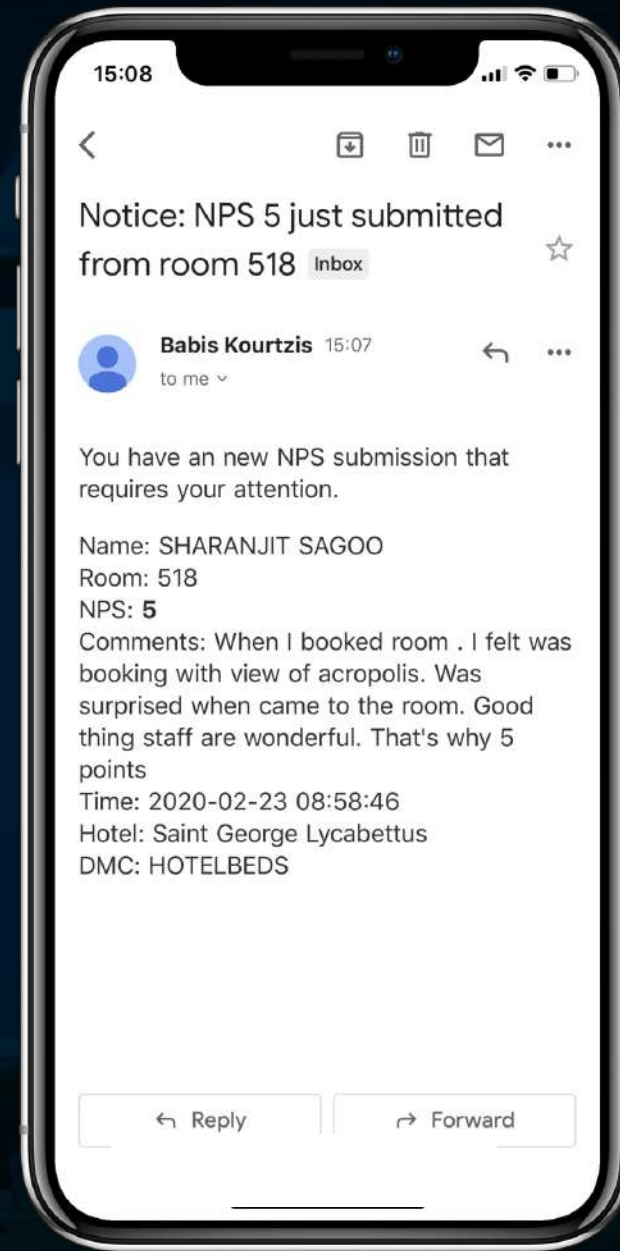 15:08
Notice: NPS 5 just submitted
from room 518 Inbox
Babis Kourtzis 15:07
to me
You have an new NPS submission that
requires your attention.
Name: SHARANJIT SAGOO
Room: 518
NPS: 5
Comments: When I booked room . I felt was
booking with view of acropolis. Was
surprised when came to the room. Good
thing staff are wonderful. That's why 5
points
Time: 2020-02-23 08:58:46
Hotel: Saint George Lycabettus
DMC: HOTELBEDS
Reply Forward